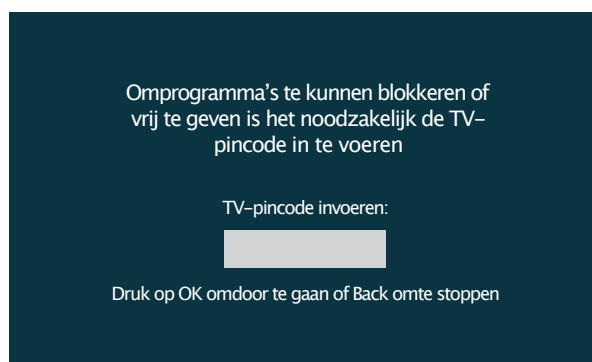 Omprogramma's te kunnen blokkeren of
vrij te geven is het noodzakelijk de TV-
pincode in te voeren
TV-pincode invoeren:
Druk op OK omdoor te gaan of Back omte stoppen